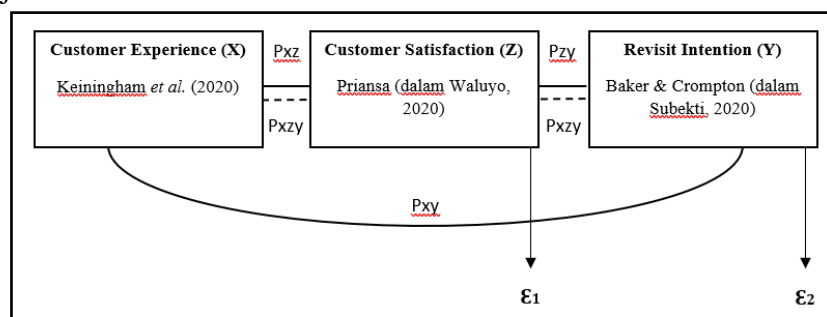 Customer Experience (X)
Keiningham et al. (2020)
Pxz
Pxzy
Customer Satisfaction (Z)
Priansa (dalam Waluyo,
2020)
Pzy
Pxzy
Revisit Intention (Y)
Baker & Crompton (dalam
Subekti, 2020)
Pxy
ε1
ε2